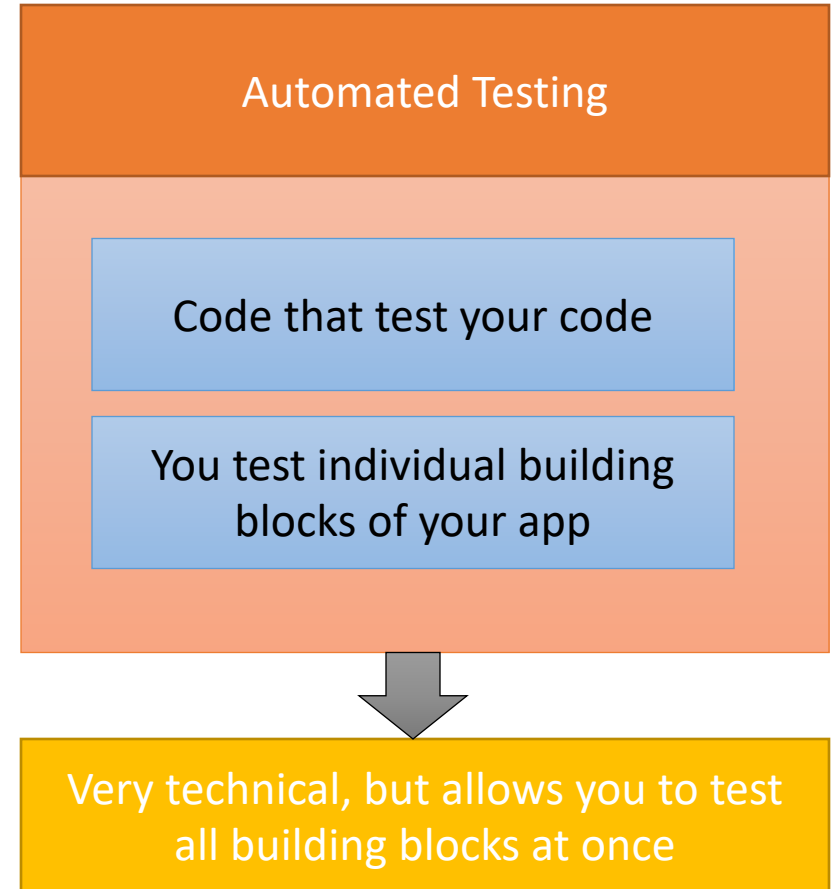 Automated Testing
Code that test your code
You test individual building
blocks of your app
Very technical, but allows you to test
all building blocks at once